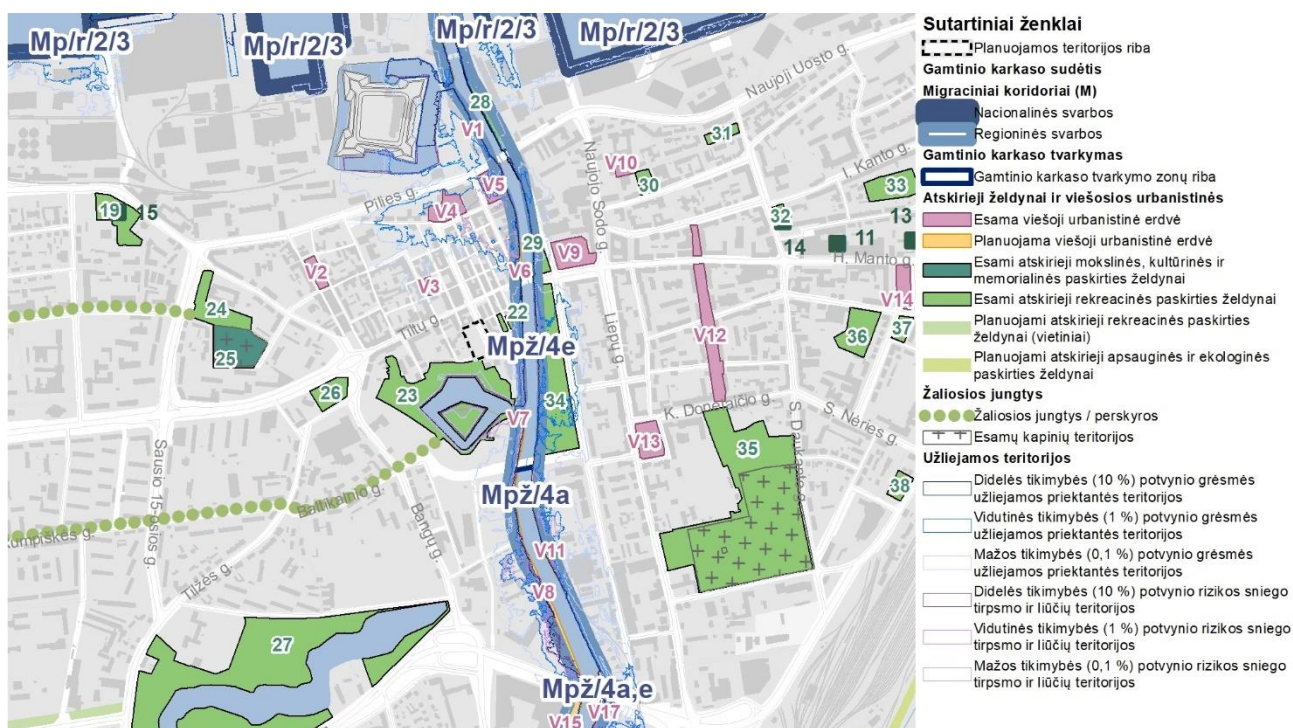 Mp/r/2/3
Mp/r/2/3
Mp/r/2/3
Mp/r/2/3
Naujoji Uosto g.
28
V1
31
Naujojo Sodo g.
V10
30
I. Kanto g.
33
V5
Pilies g.
V4
19
15
32
13
14
11
H. Manto g.
29
V9
V6
V2
V3
V14
24
Tiltų g.
22
Liepų g.
V12
36
37
25
Mpž/4e
26
23
34
K. Donelaičio g.
S. Nėries g.
V7
V13
35
S. Daukanto g.
38
Sausio 15-osios g.
Baltikalnio g.
Bangų g.
Mpž/4a
kumpiškės g.
V11
Tilžės g.
V8
27
Mpž/4a,e
V15
V17
Sutartiniai ženklai
Planuojamos teritorijos riba
Gamtinio karkaso sudėtis
Migraciniai koridoriai (M)
Nacionalinės svarbos
Regioninės svarbos
Gamtinio karkaso tvarkymas
Gamtinio karkaso tvarkymo zonų riba
Atskirieji želdynai ir viešosios urbanistinės
Esama viešoji urbanistinė erdvė
Planuojama viešoji urbanistinė erdvė
Esami atskirieji mokslinės, kultūrinės ir
memorialinės paskirties želdynai
Esami atskirieji rekreacinės paskirties želdynai
Planuojami atskirieji rekreacinės paskirties
želdynai (vietiniai)
Planuojami atskirieji apsauginės ir ekologinės
paskirties želdynai
Žaliosios jungtys
Žaliosios jungtys / perskyros
Esamų kapinių teritorijos
Užliejamos teritorijos
Didelės tikimybės (10 %) potvynio grėsmės
užliejamos priektantės teritorijos
Vidutinės tikimybės (1 %) potvynio grėsmės
užliejamos priektantės teritorijos
Mažos tikimybės (0,1 %) potvynio grėsmės
užliejamos priektantės teritorijos
Didelės tikimybės (10 %) potvynio rizikos sniego
tirpsmo ir liūčių teritorijos
Vidutinės tikimybės (1 %) potvynio rizikos sniego
tirpsmo ir liūčių teritorijos
Mažos tikimybės (0,1 %) potvynio rizikos sniego
tirpsmo ir liūčių teritorijos